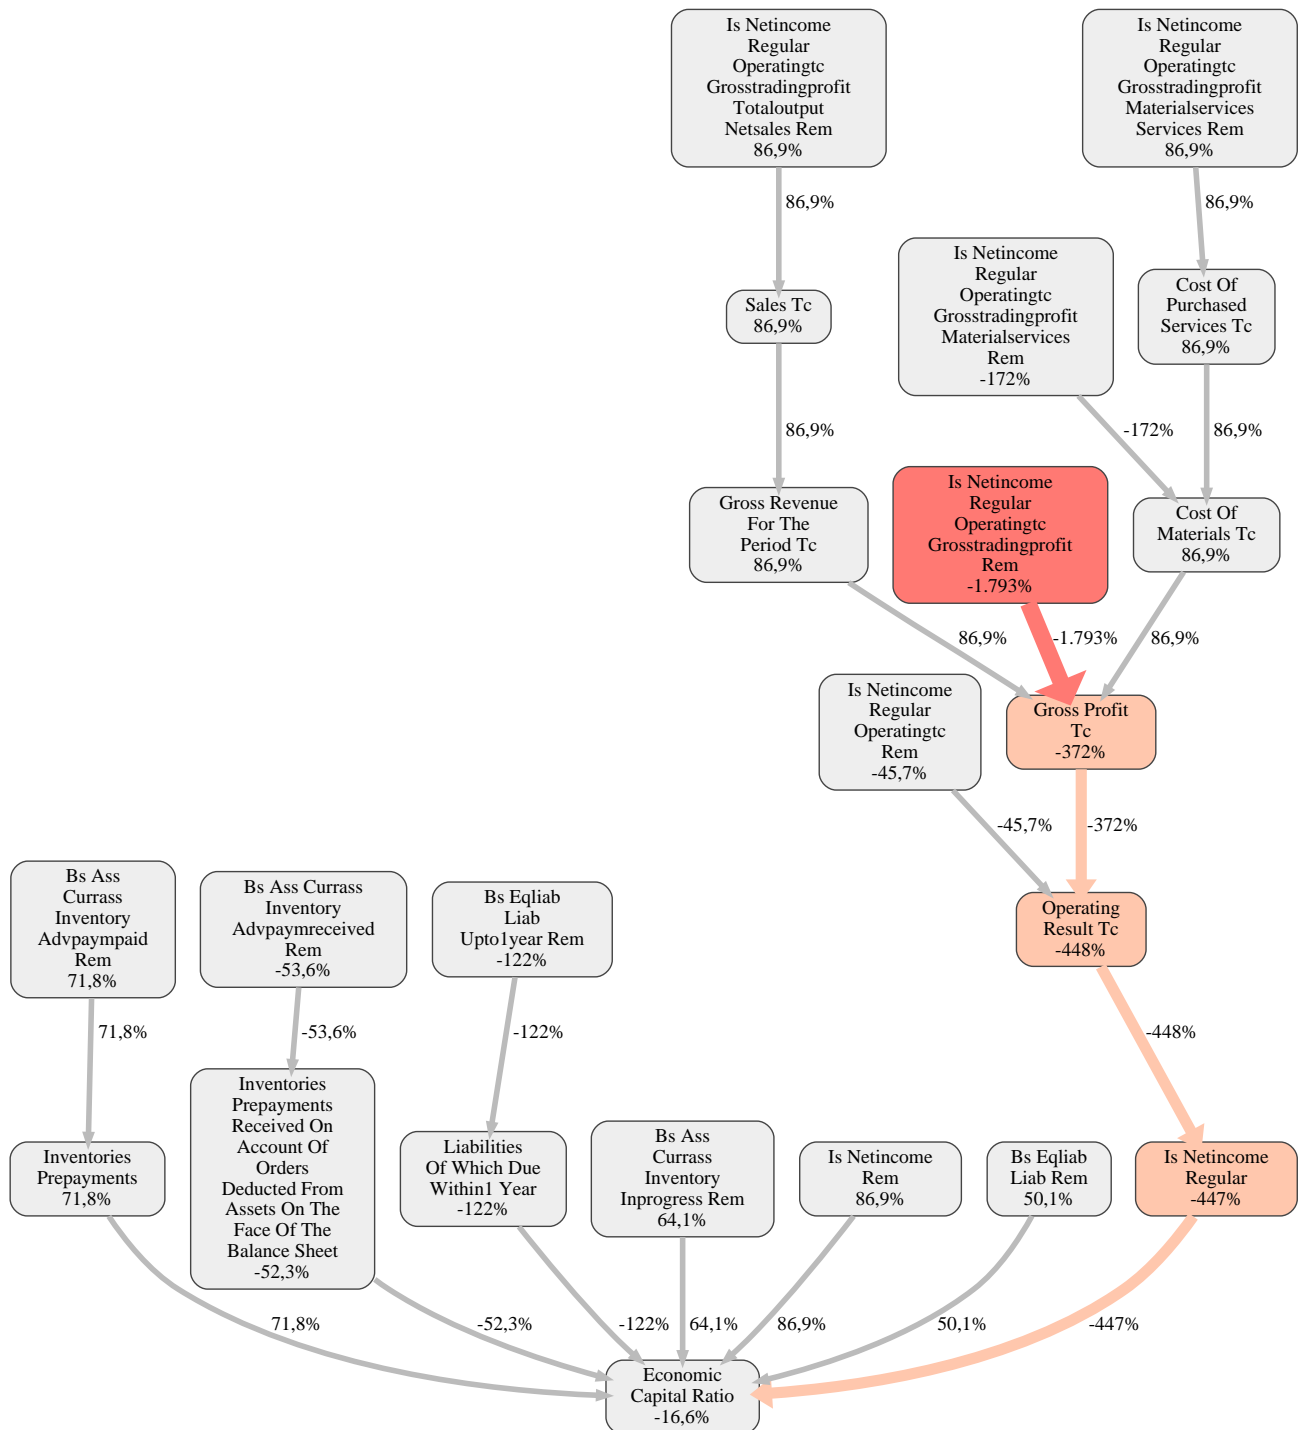 Is Netincome
Regular
Operatingtc
Grosstradingprofit
Totaloutput
Netsales Rem
86,9%
Is Netincome
Regular
Operatingtc
Grosstradingprofit
Materialservices
Services Rem
86,9%
86,9%
86,9%
Is Netincome
Regular
Operatingtc
Grosstradingprofit
Materialservices
Rem
-172%
Sales Tc
86,9%
Cost Of
Purchased
Services Tc
86,9%
86,9%
-172%
86,9%
Gross Revenue
For The
Period Tc
86,9%
Is Netincome
Regular
Operatingtc
Grosstradingprofit
Rem
-1.793%
Cost Of
Materials Tc
86,9%
86,9%
-1.793%
86,9%
Is Netincome
Regular
Operatingtc
Rem
-45,7%
Gross Profit
Tc
-372%
-45,7%
-372%
Bs Ass
Currass
Inventory
Advpaympaid
Rem
71,8%
Bs Ass Currass
Inventory
Advpaymreceived
Rem
-53,6%
Bs Eqliab
Liab
Upto1year Rem
-122%
Operating
Result Tc
-448%
71,8%
-53,6%
-122%
-448%
Inventories
Prepayments
71,8%
Inventories
Prepayments
Received On
Account Of
Orders
Deducted From
Assets On The
Face Of The
Balance Sheet
-52,3%
Liabilities
Of Which Due
Within1 Year
-122%
Bs Ass
Currass
Inventory
Inprogress Rem
64,1%
Is Netincome
Rem
86,9%
Bs Eqliab
Liab Rem
50,1%
Is Netincome
Regular
-447%
71,8%
-52,3%
-122%
64,1%
86,9%
50,1%
-447%
Economic
Capital Ratio
-16,6%